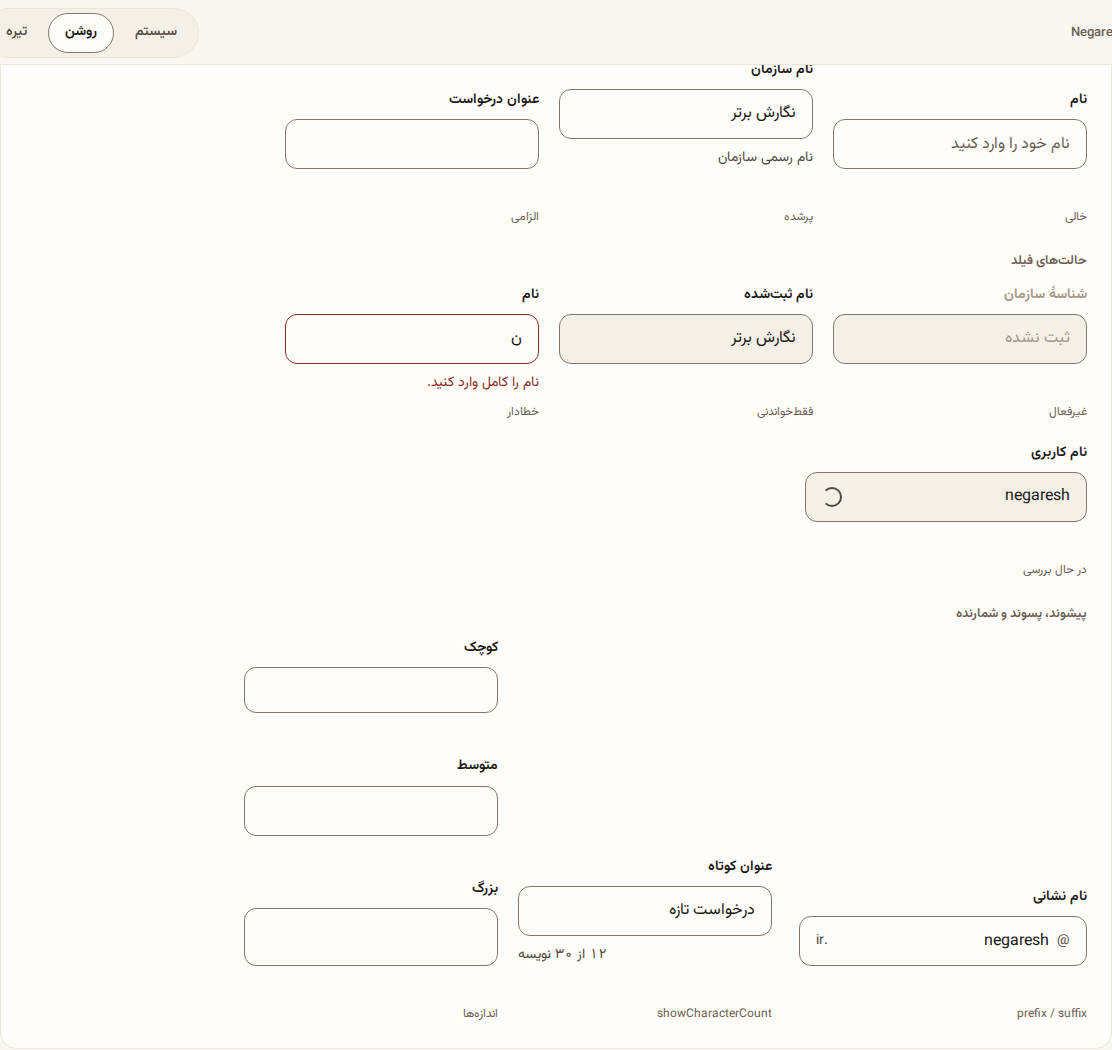 Negare
سیستم
روشن
تیره
نام
نام خود را وارد کنید
خالی
نام سازمان
نگارش برتر
نام رسمی سازمان
پرشده
عنوان درخواست
الزامی
حالت‌های فیلد
شناسهٔ سازمان
ثبت نشده
غیرفعال
نام ثبت‌شده
نگارش برتر
فقط‌خواندنی
نام
ن
نام را کامل وارد کنید.
خطادار
نام کاربری
negaresh
در حال بررسی
پیشوند، پسوند و شمارنده
نام نشانی
@ negaresh ir.
prefix / suffix
عنوان کوتاه
درخواست تازه
۱۲ از ۳۰ نویسه
showCharacterCount
کوچک
متوسط
بزرگ
اندازه‌ها